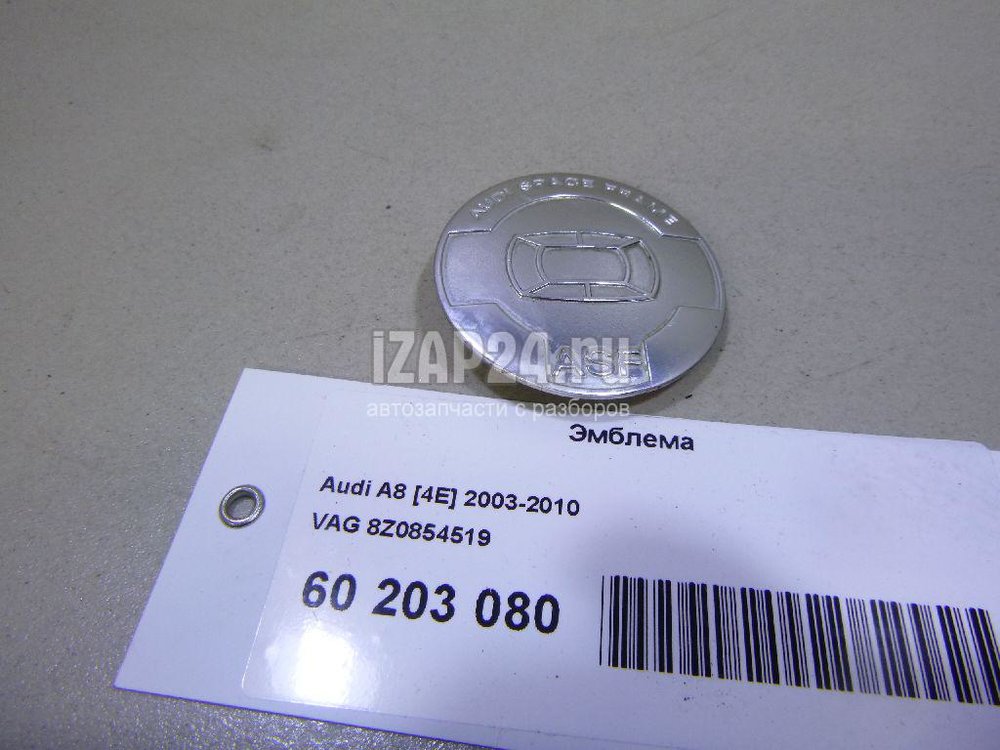 AUDI SPACE FRAME
ASF
iZAP24.ru
автозапчасти с разборов
Эмблема
Audi A8 [4E] 2003-2010
VAG 8Z0854519
60 203 080